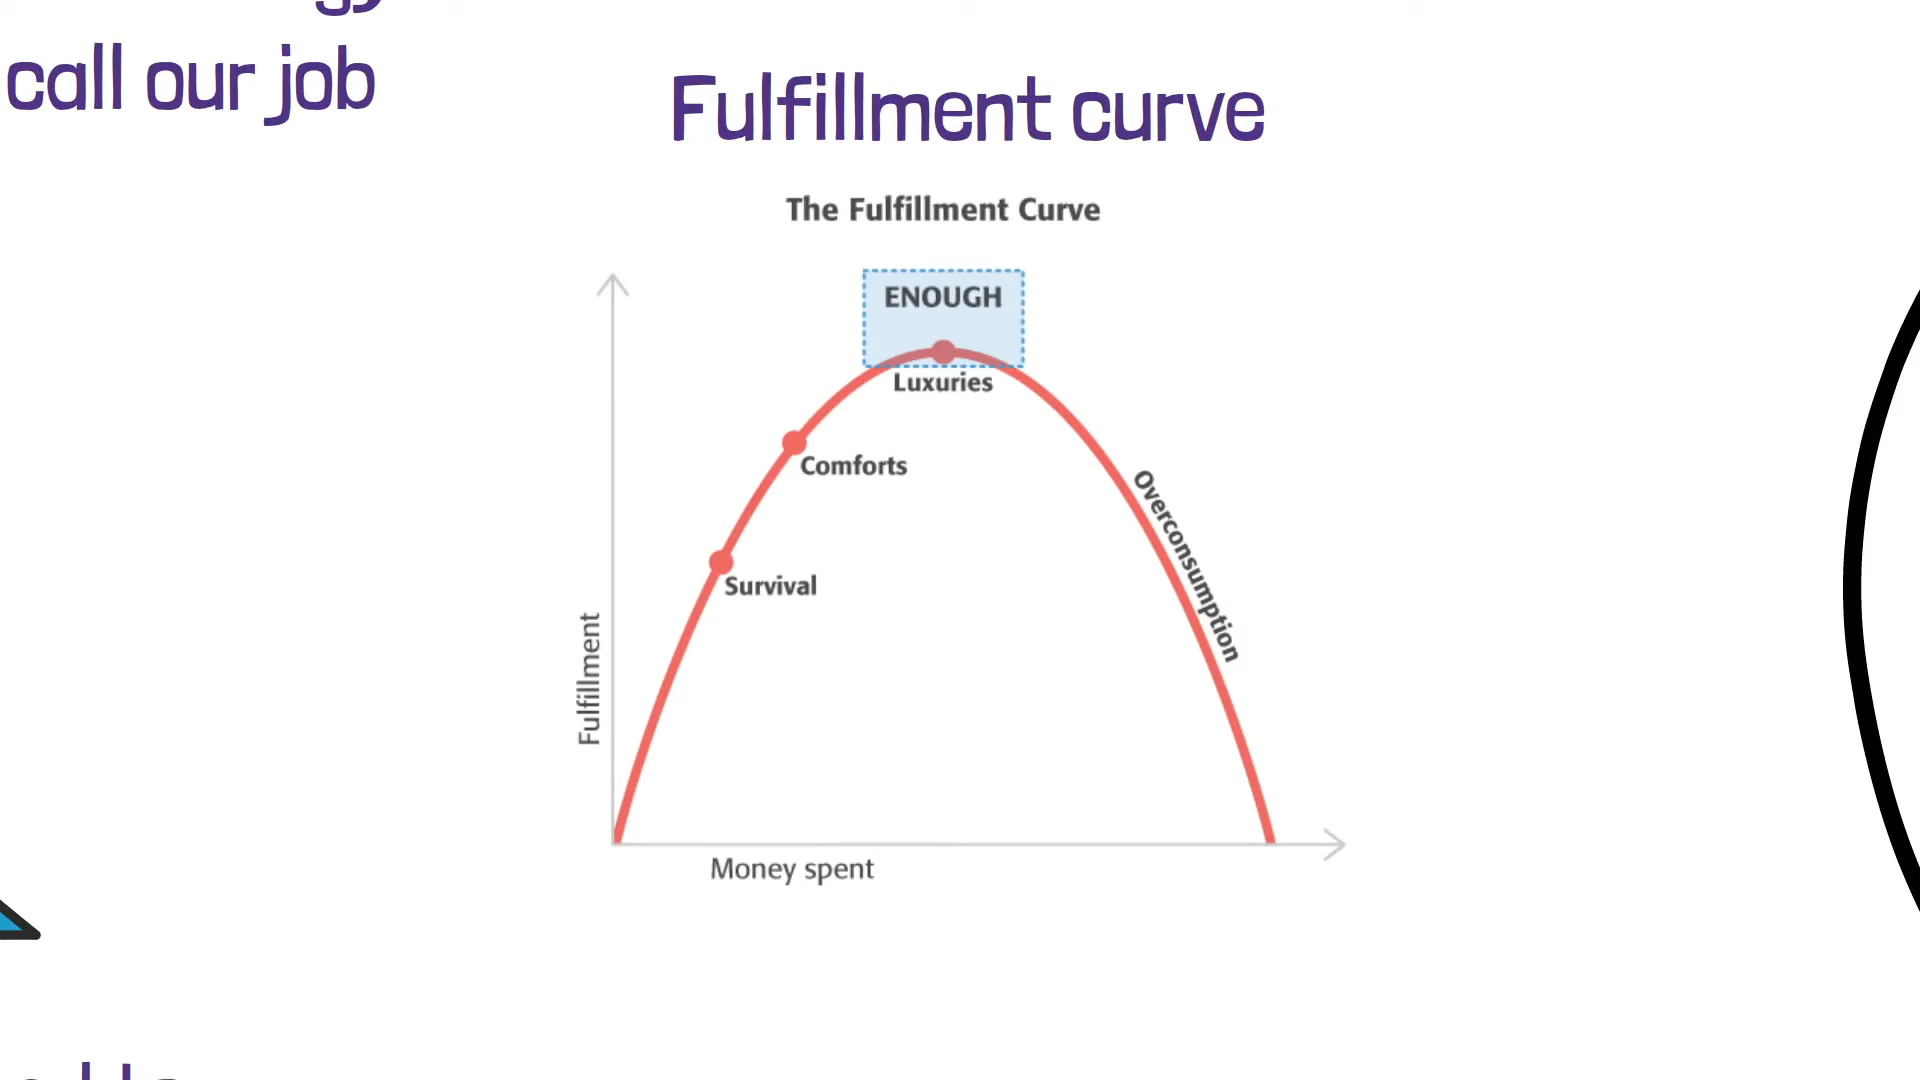 call our job
Fulfillment curve
The Fulfillment Curve
ENOUGH
Luxuries
Comforts
Survival
Overconsumption
Fulfillment
Money spent